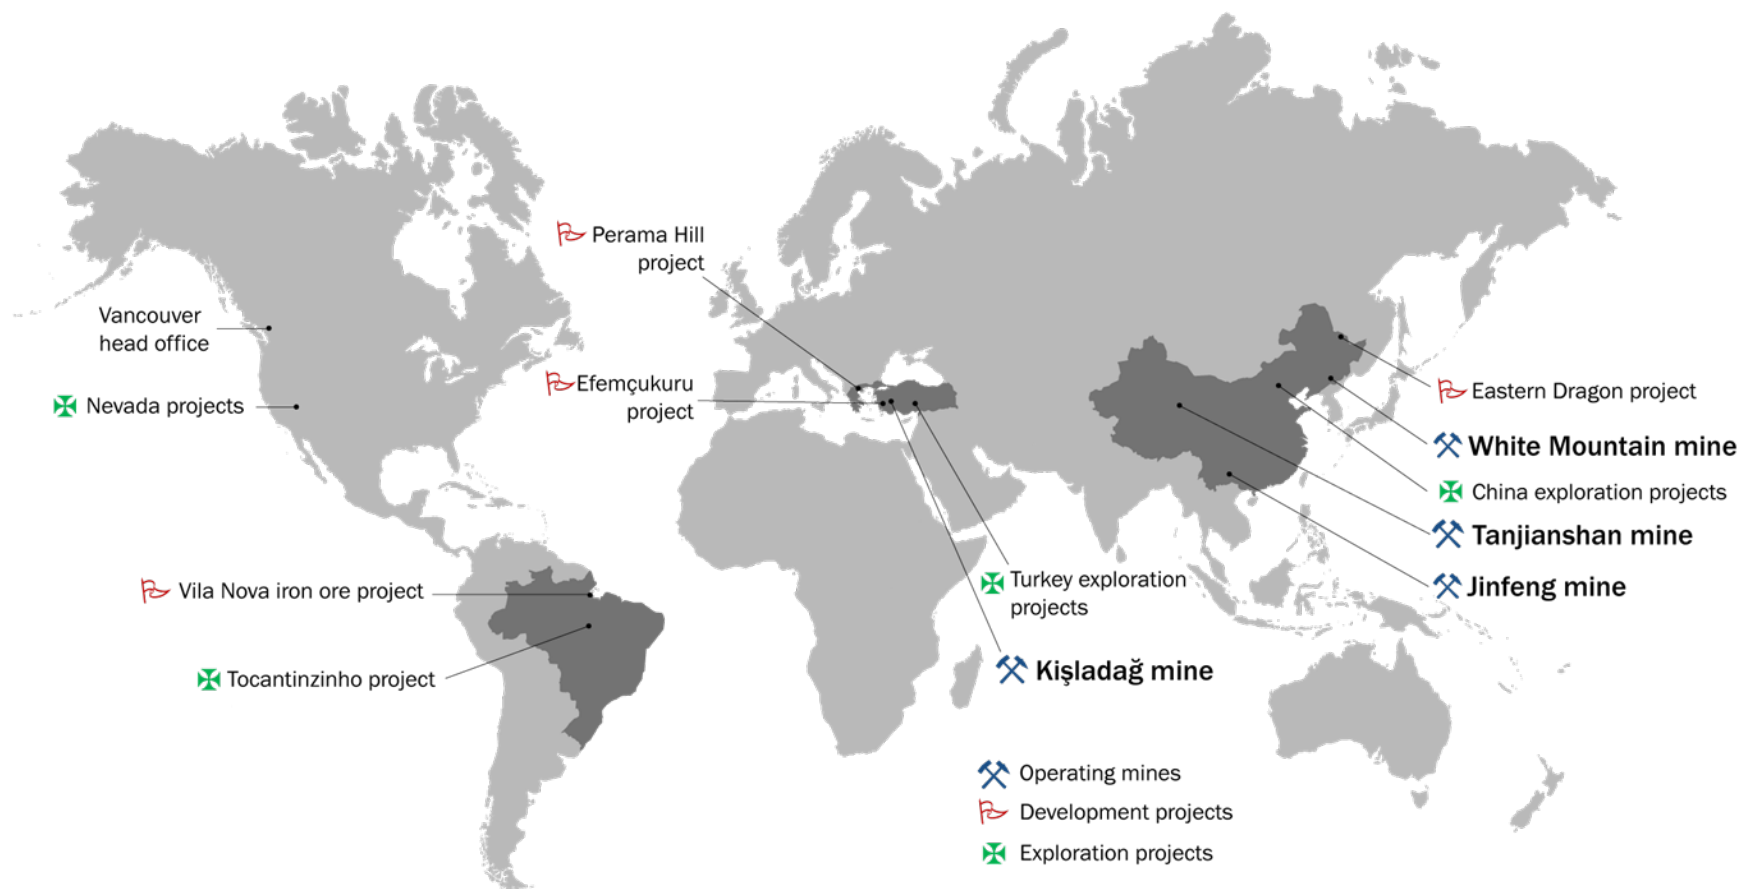 Perama Hill
project
Vancouver
head office
Efemçukuru
project
Nevada projects
Eastern Dragon project
White Mountain mine
China exploration projects
Tanjianshan mine
Jinfeng mine
Turkey exploration
projects
Vila Nova iron ore project
Kişladağ mine
Tocantinzinho project
Operating mines
Development projects
Exploration projects